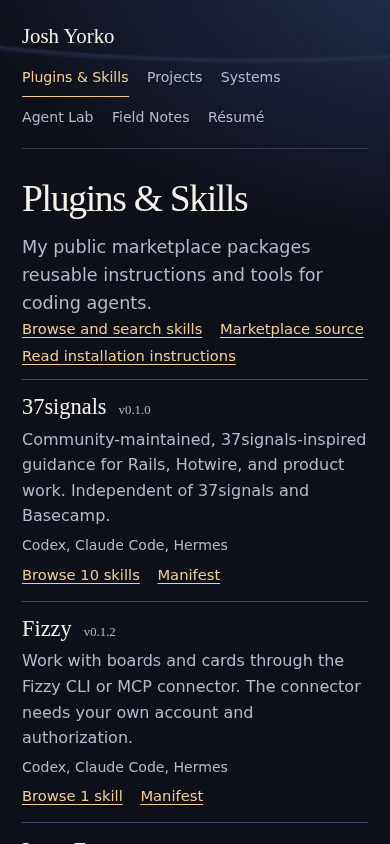 Josh Yorko
Plugins & Skills Projects Systems
Agent Lab Field Notes Résumé
Plugins & Skills
My public marketplace packages
reusable instructions and tools for
coding agents.
Browse and search skills Marketplace source
Read installation instructions
37signals v0.1.0
Community-maintained, 37signals-inspired
guidance for Rails, Hotwire, and product
work. Independent of 37signals and
Basecamp.
Codex, Claude Code, Hermes
Browse 10 skills Manifest
Fizzy v0.1.2
Work with boards and cards through the
Fizzy CLI or MCP connector. The connector
needs your own account and
authorization.
Codex, Claude Code, Hermes
Browse 1 skill Manifest